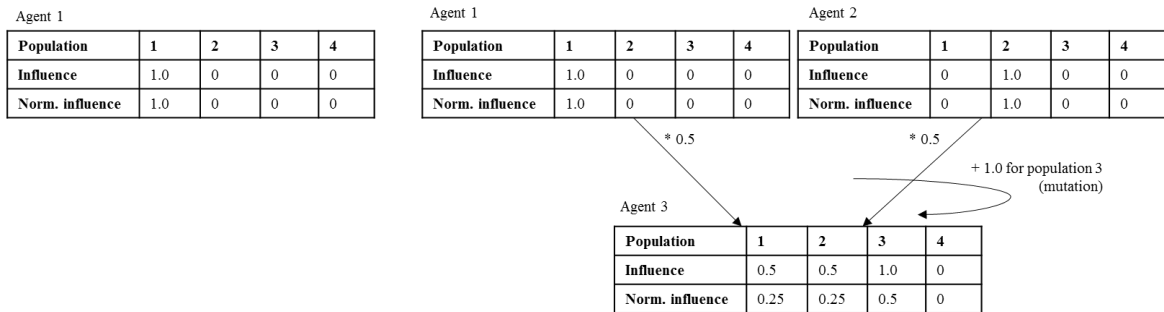 Agent 1
Population 1 2 3 4
Influence 1.0 0 0 0
Norm. influence 1.0 0 0 0
Agent 1
Population 1 2 3 4
Influence 1.0 0 0 0
Norm. influence 1.0 0 0 0
Agent 2
Population 1 2 3 4
Influence 0 1.0 0 0
Norm. influence 0 1.0 0 0
* 0.5
* 0.5
+ 1.0 for population 3
(mutation)
Agent 3
Population 1 2 3 4
Influence 0.5 0.5 1.0 0
Norm. influence 0.25 0.25 0.5 0